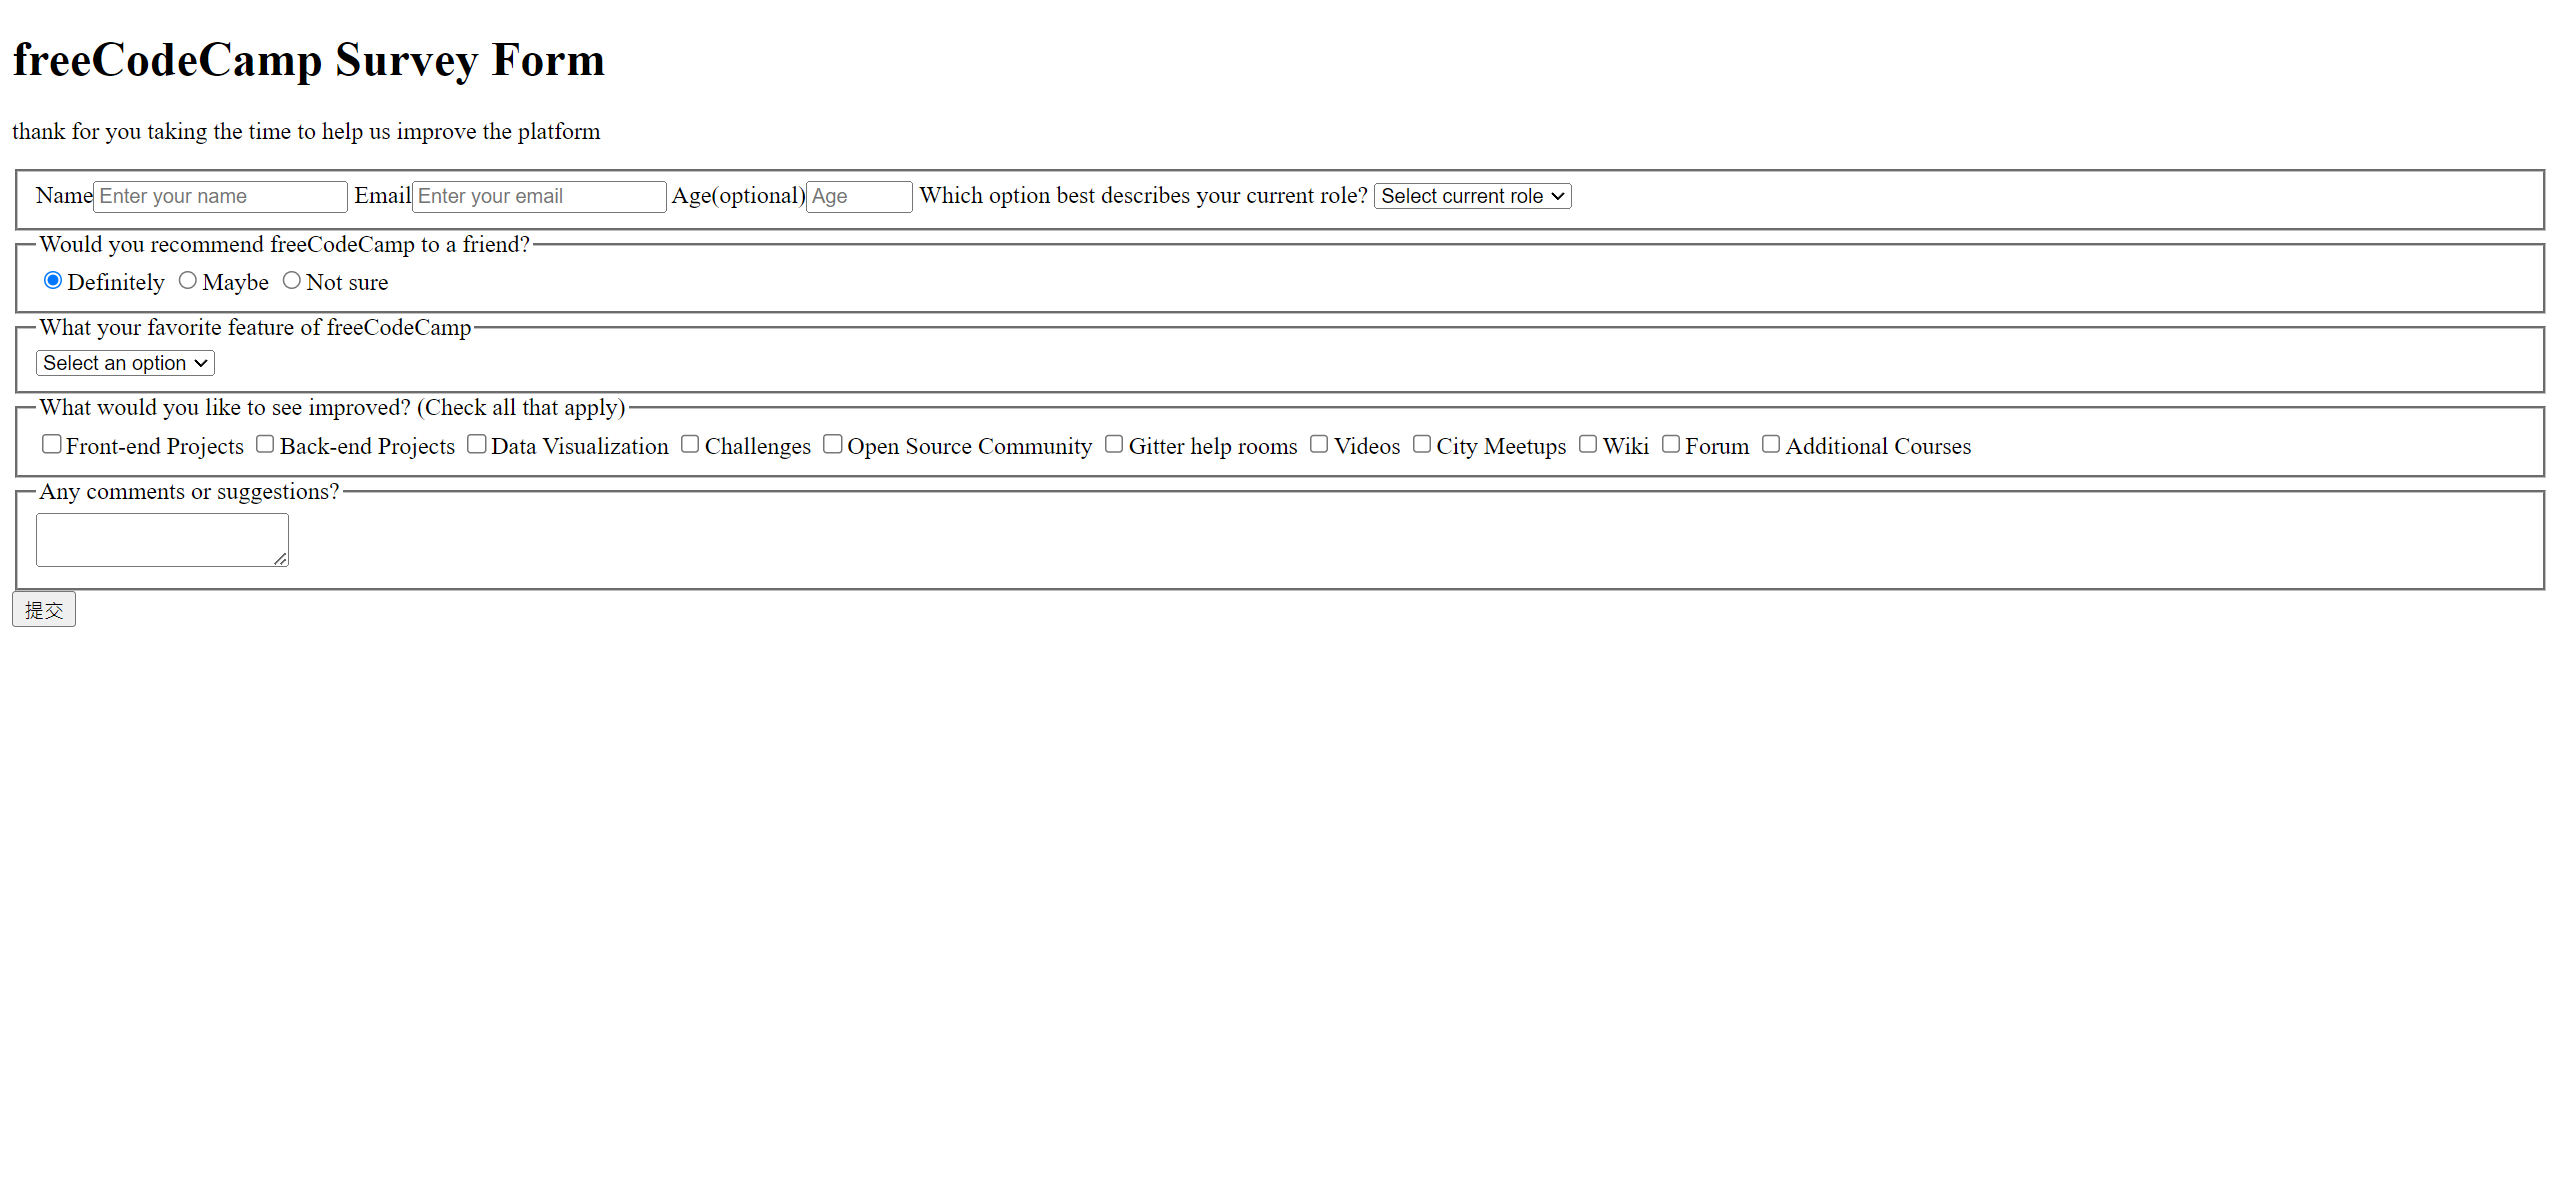 freeCodeCamp Survey Form
thank for you taking the time to help us improve the platform
Name Enter your name Email Enter your email Age(optional) Age Which option best describes your current role? Select current role
Would you recommend freeCodeCamp to a friend?
Definitely Maybe Not sure
What your favorite feature of freeCodeCamp
Select an option
What would you like to see improved? (Check all that apply)
Front-end Projects Back-end Projects Data Visualization Challenges Open Source Community Gitter help rooms Videos City Meetups Wiki Forum Additional Courses
Any comments or suggestions?
提交